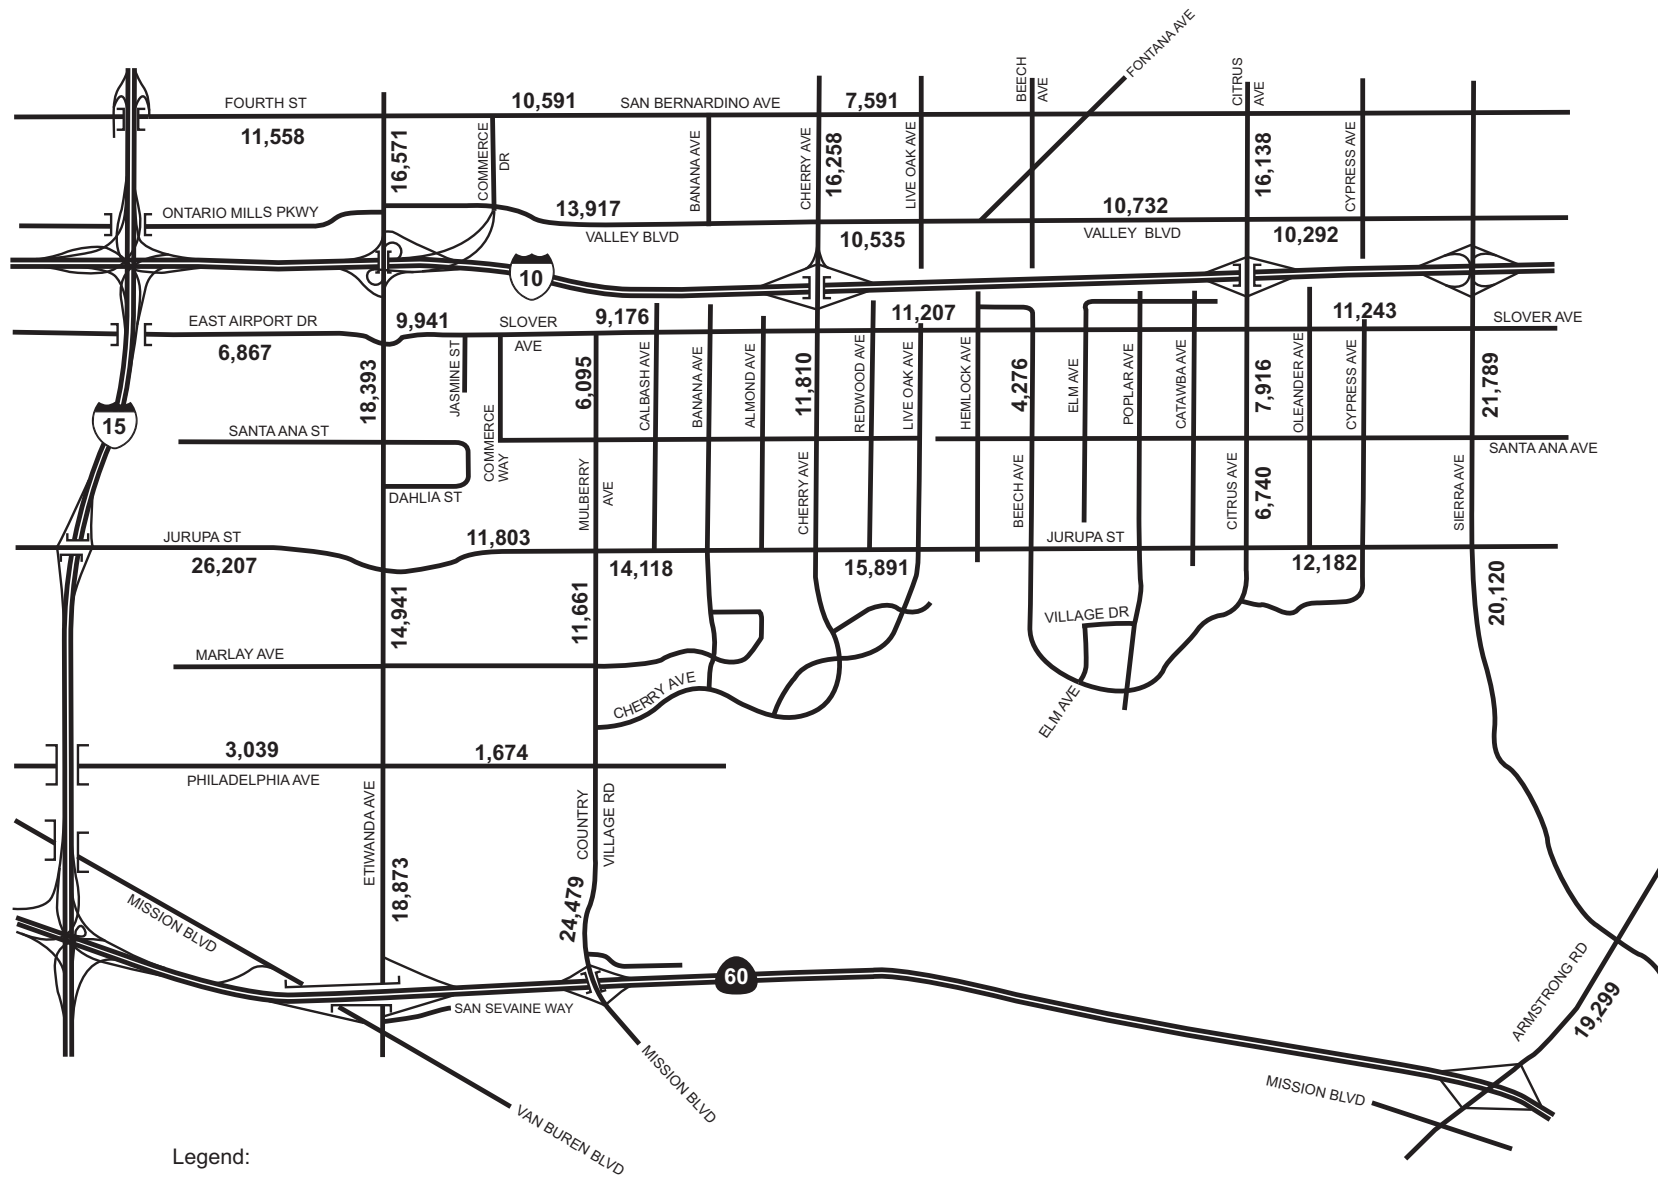 FONTANA AVE
BEECH
AVE
CITRUS
AVE
FOURTH ST
10,591
SAN BERNARDINO AVE
7,591
11,558
16,571
COMMERCE
DR
BANANA AVE
CHERRY AVE
16,258
LIVE OAK AVE
16,138
CYPRESS AVE
ONTARIO MILLS PKWY
13,917
VALLEY BLVD
10,535
10,732
VALLEY BLVD
10,292
10
EAST AIRPORT DR
6,867
9,941
SLOVER
AVE
9,176
11,207
11,243
SLOVER AVE
18,393
JASMINE ST
COMMERCE
WAY
6,095
CALBASH AVE
BANANA AVE
ALMOND AVE
11,810
REDWOOD AVE
LIVE OAK AVE
HEMLOCK AVE
4,276
ELM AVE
POPLAR AVE
CATAWBA AVE
7,916
OLEANDER AVE
CYPRESS AVE
21,789
15
SANTA ANA ST
SANTA ANA AVE
DAHLIA ST
MULBERRY
AVE
CHERRY AVE
BEECH AVE
CITRUS AVE
6,740
SIERRA AVE
JURUPA ST
26,207
11,803
14,118
15,891
JURUPA ST
12,182
14,941
11,661
20,120
VILLAGE DR
MARLAY AVE
CHERRY AVE
ELM AVE
3,039
PHILADELPHIA AVE
1,674
ETIWANDA AVE
18,873
COUNTRY
VILLAGE RD
24,479
MISSION BLVD
60
SAN SEVAINE WAY
ARMSTRONG RD
19,299
MISSION BLVD
MISSION BLVD
VAN BUREN BLVD
Legend: